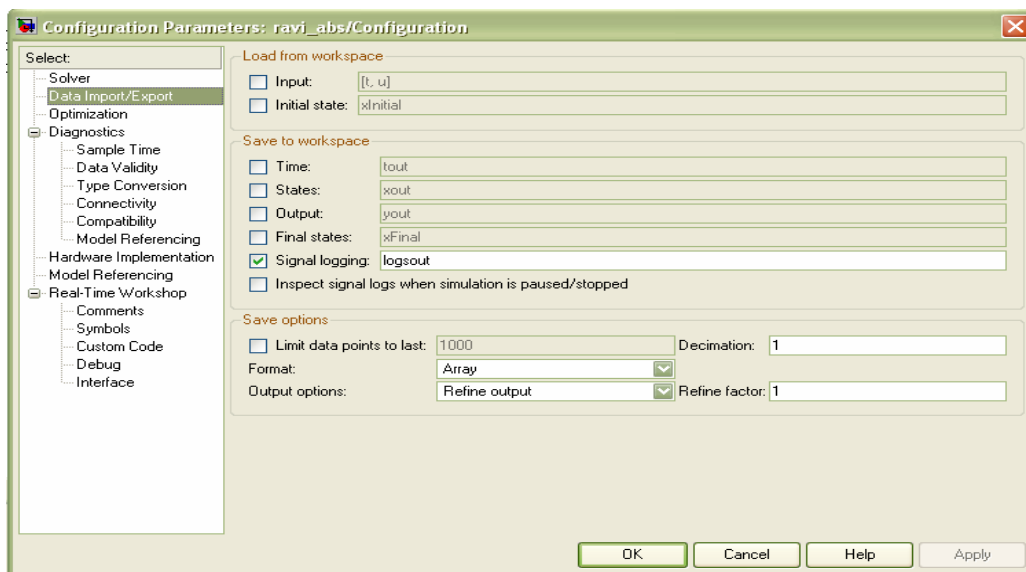 Configuration Parameters: ravi_abs/Configuration
Select:
Solver
Data Import/Export
Optimization
Diagnostics
Sample Time
Data Validity
Type Conversion
Connectivity
Compatibility
Model Referencing
Hardware Implementation
Model Referencing
Real-Time Workshop
Comments
Symbols
Custom Code
Debug
Interface
Load from workspace
Input: [t, u]
Initial state: xInitial
Save to workspace
Time: tout
States: xout
Output: yout
Final states: xFinal
Signal logging: logsout
Inspect signal logs when simulation is paused/stopped
Save options
Limit data points to last: 1000 Decimation: 1
Format: Array
Output options: Refine output Refine factor: 1
OK Cancel Help Apply